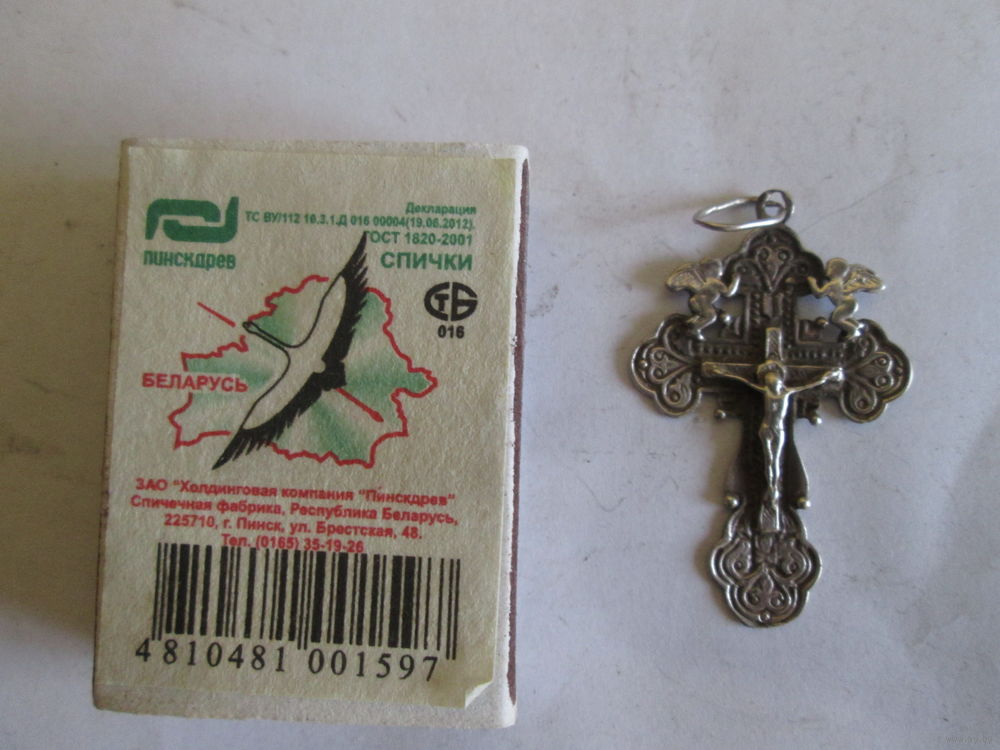 Декларация
ТС BY/112 16.3.1.Д 016 00004(19.06.2012).
ГОСТ 1820-2001
СПИЧКИ
пинскдрев
СТБ
016
БЕЛАРУСЬ
ЗАО "Холдинговая компания "Пинскдрев"
Спичечная фабрика, Республика Беларусь,
225710, г. Пинск, ул. Брестская, 48.
Тел. (0165) 35-19-26
4 810481 001597